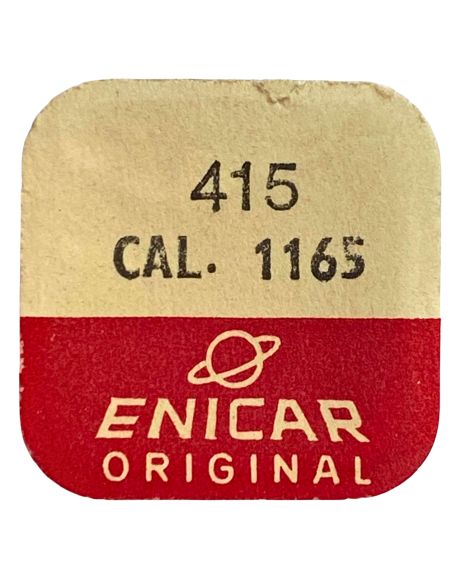 415
CAL. 1165
ENICAR
ORIGINAL